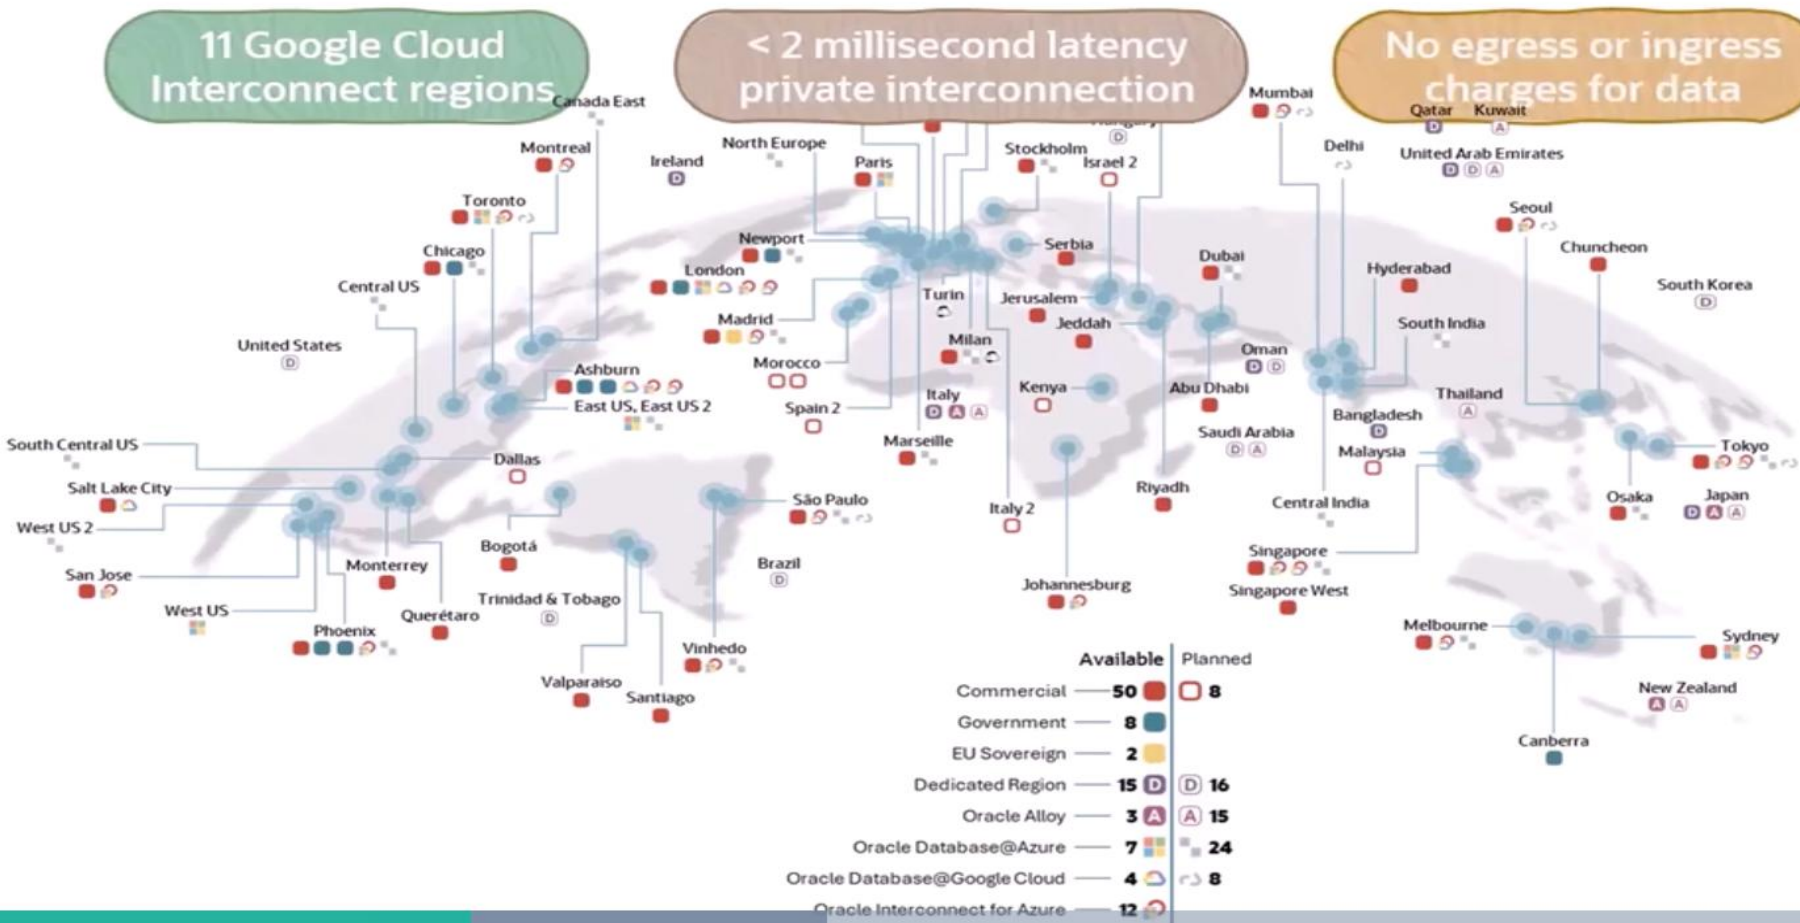 11 Google Cloud
Interconnect regions
< 2 millisecond latency
private interconnection
No egress or ingress
charges for data
Canada East
Montreal
Toronto
Chicago
Central US
United States
Ireland
North Europe
Paris
Stockholm
Hungary
Israel 2
Mumbai
Delhi
Qatar
Kuwait
United Arab Emirates
Seoul
Chuncheon
South Korea
Newport
London
Madrid
Morocco
Spain 2
Serbia
Turin
Milan
Italy
Marseille
Jerusalem
Jeddah
Kenya
Dubai
Oman
Abu Dhabi
Saudi Arabia
Riyadh
Italy 2
Johannesburg
Hyderabad
South India
Thailand
Bangladesh
Malaysia
Central India
Singapore
Singapore West
Tokyo
Osaka
Japan
Melbourne
Sydney
New Zealand
Canberra
Ashburn
East US, East US 2
South Central US
Dallas
Salt Lake City
West US 2
San Jose
West US
Phoenix
Monterrey
Querétaro
Bogotá
Trinidad & Tobago
São Paulo
Brazil
Vinhedo
Valparaiso
Santiago
Available Planned
Commercial 50 8
Government 8
EU Sovereign 2
Dedicated Region 15 D D 16
Oracle Alloy 3 A A 15
Oracle Database@Azure 7 24
Oracle Database@Google Cloud 4 8
Oracle Interconnect for Azure 12